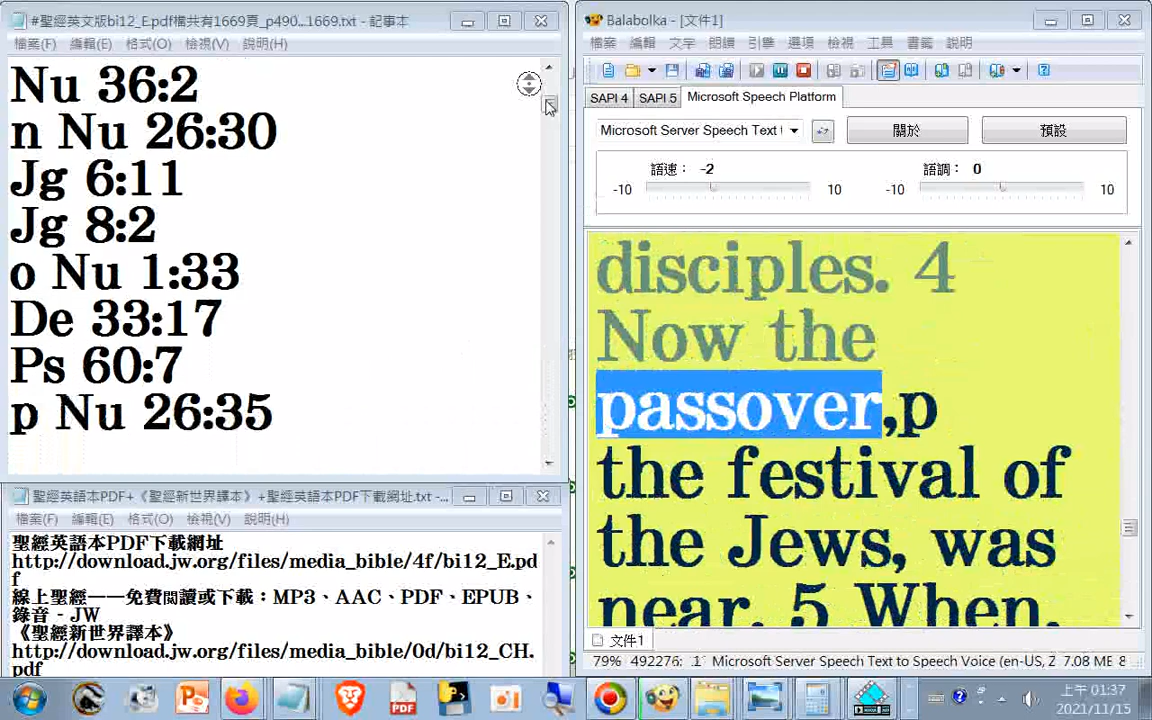 #聖經英文版bi12_E.pdf檔共有1669頁_p490...1669.txt - 記事本
檔案(F) 編輯(E) 格式(O) 檢視(V) 說明(H)
Nu 36:2
n Nu 26:30
Jg 6:11
Jg 8:2
o Nu 1:33
De 33:17
Ps 60:7
p Nu 26:35
聖經英語本PDF+《聖經新世界譯本》+聖經英語本PDF下載網址.txt - ...
檔案(F) 編輯(E) 格式(O) 檢視(V) 說明(H)
聖經英語本PDF下載網址
http://download.jw.org/files/media_bible/4f/bi12_E.pd
f
線上聖經——免費閱讀或下載：MP3、AAC、PDF、EPUB、
錄音 - JW
《聖經新世界譯本》
http://download.jw.org/files/media_bible/0d/bi12_CH.
pdf
Balabolka - [文件1]
檔案 編輯 文字 朗讀 引擎 選項 檢視 工具 書籤 說明
SAPI 4 SAPI 5 Microsoft Speech Platform
Microsoft Server Speech Text 關於 預設
語速： -2 語調： 0
-10 10 -10 10
disciples. 4
Now the
passover,p
the festival of
the Jews, was
near. 5 When,
文件1
79% 492276: Microsoft Server Speech Text to Speech Voice (en-US, Z 7.08 MB 8
PDF
上午 01:37
2021/11/15